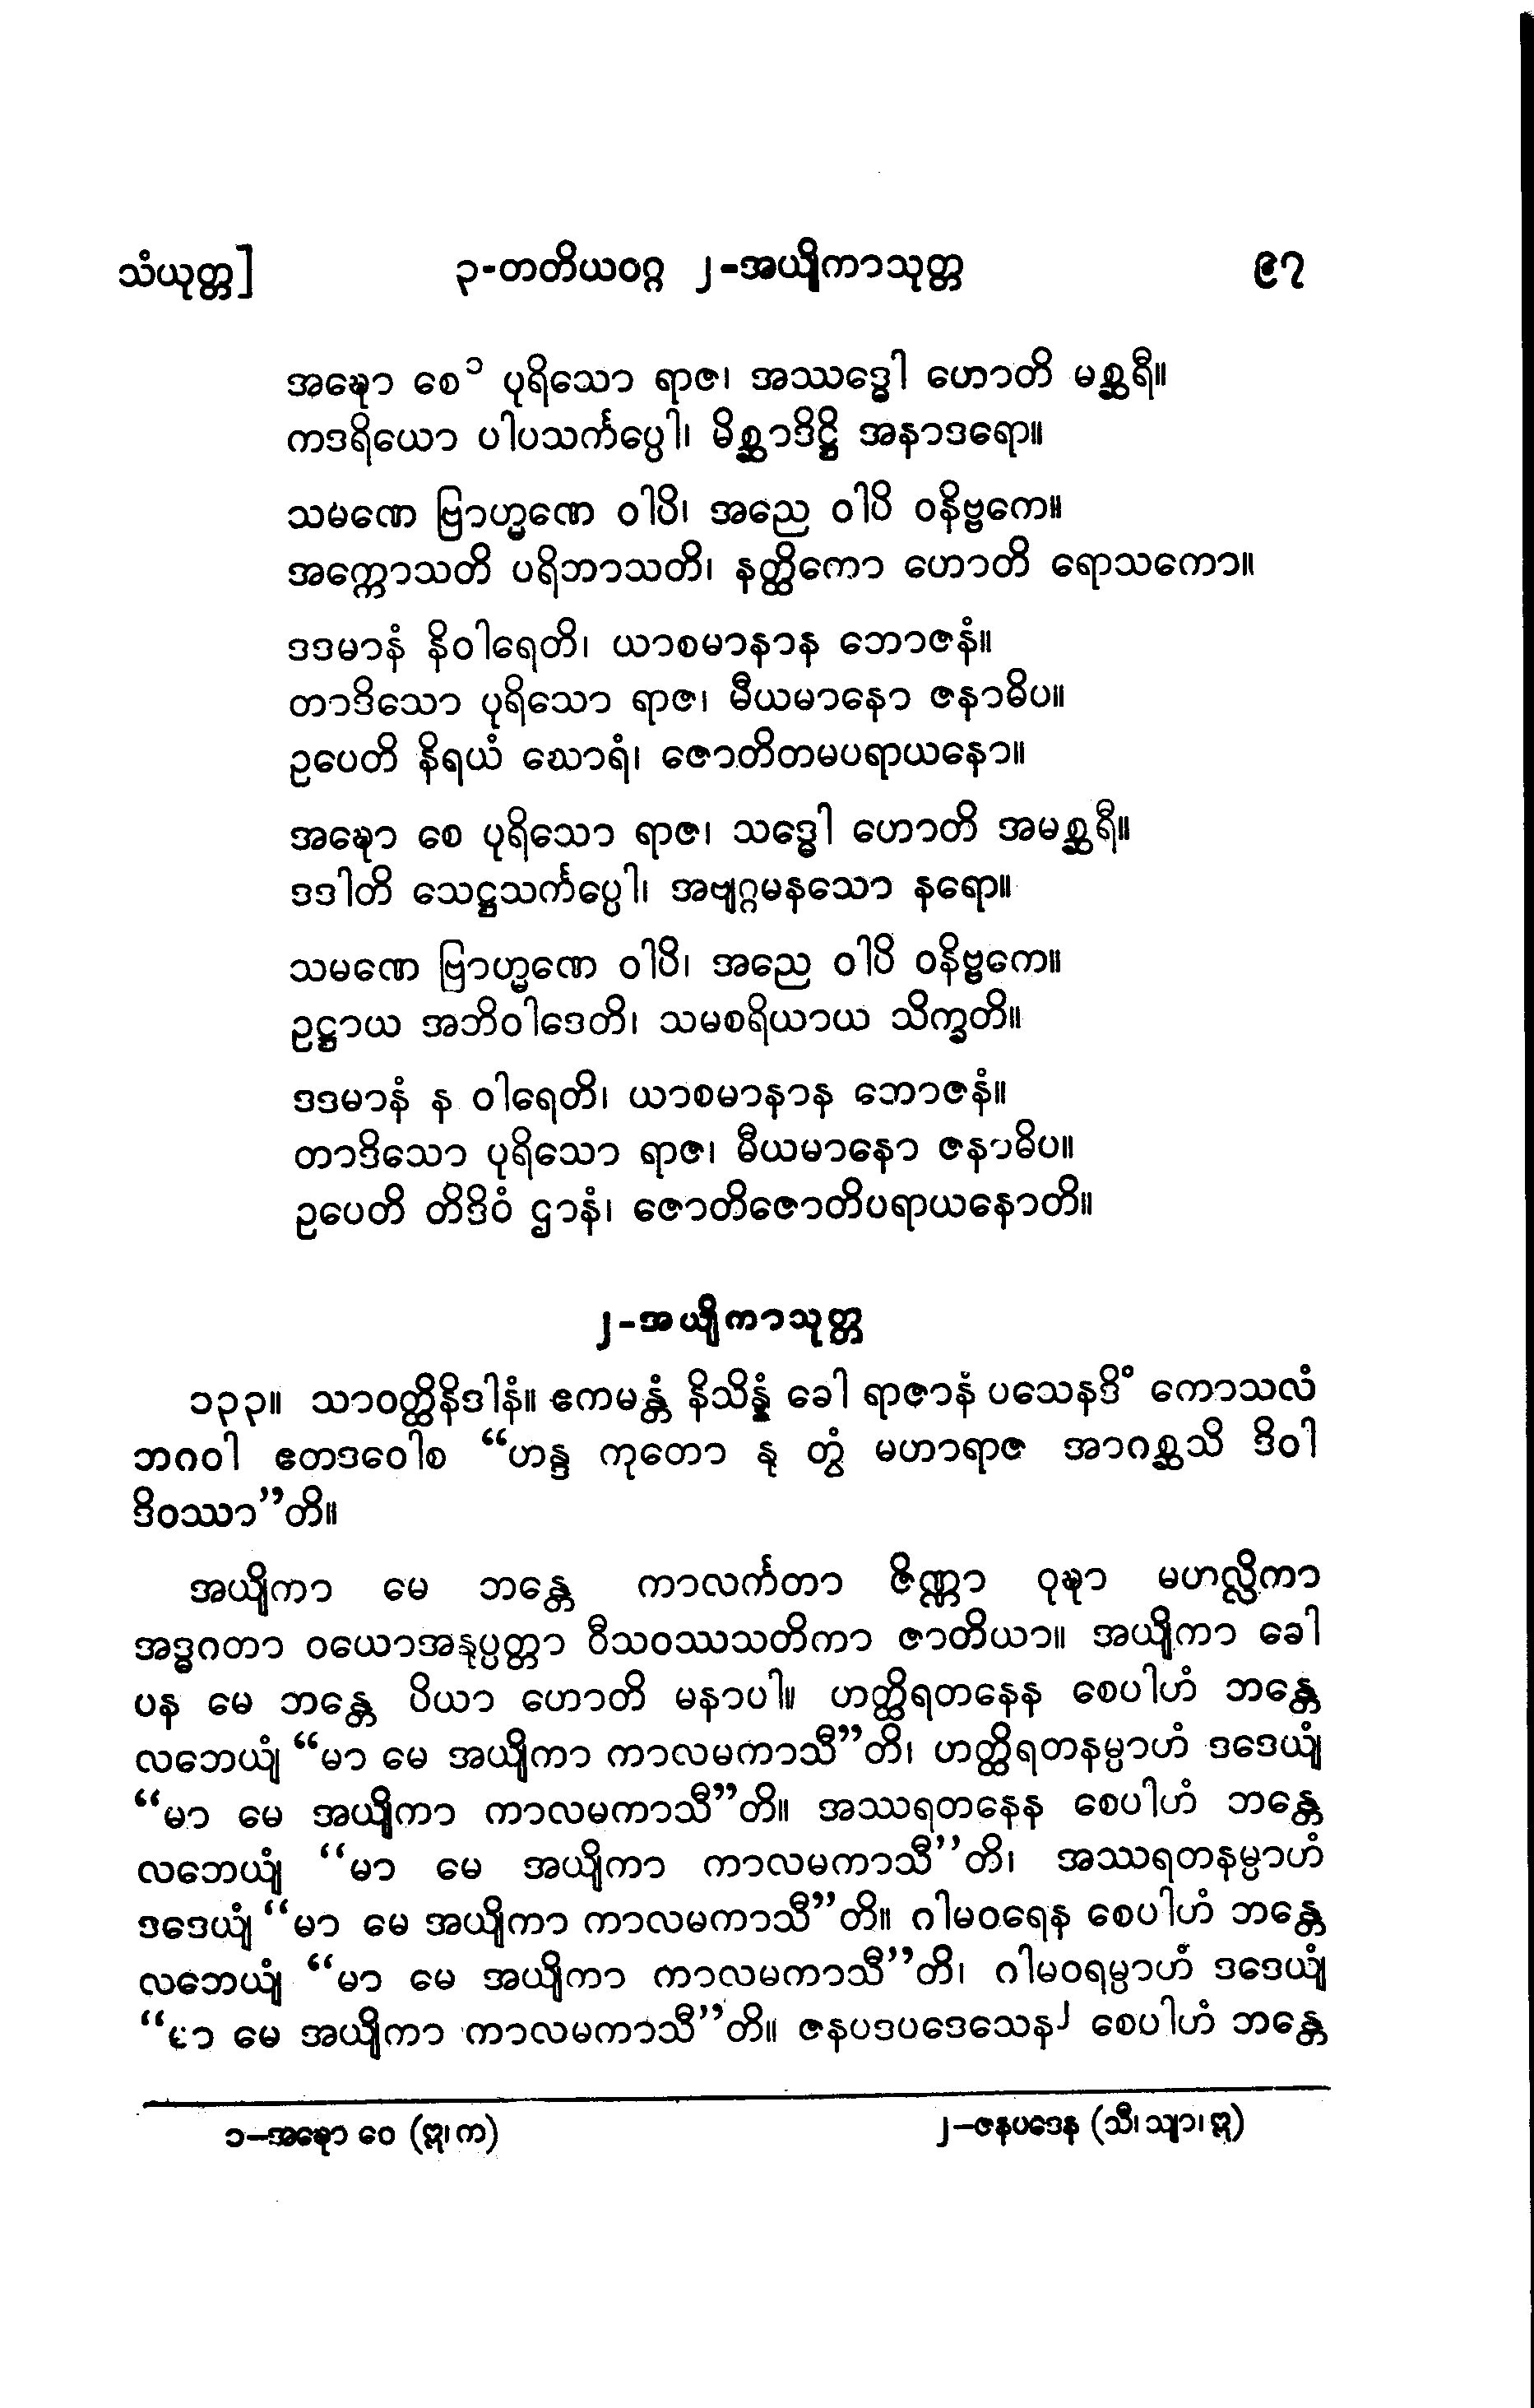 သံယုတ္တ] ၃-တတိယဝဂ္ဂ ၂-အယျိကာသုတ္တ ၉၇
အဍ္ဎော စေ ၁ ပုရိသော ရာဇ၊ အဿဒ္ဓေါ ဟောတိ မစ္ဆရီ။
ကဒရိယော ပါပသင်္ကပ္ပေါ၊ မိစ္ဆာဒိဋ္ဌိ အနာဒရော။
သမဏေ ဗြာဟ္မဏေ ဝါပိ၊ အညေ ဝါပိ ဝနိဗ္ဗကေ။
အက္ကောသတိ ပရိဘာသတိ၊ နတ္ထိကော ဟောတိ ရောသကော။
ဒဒမာနံ နိဝါရေတိ၊ ယာစမာနာန ဘောဇနံ။
တာဒိသော ပုရိသော ရာဇ၊ မီယမာနော ဇနာဓိပ။
ဥပေတိ နိရယံ ဃောရံ၊ ဇောတိတမပရာယနော။
အဍ္ဎော စေ ပုရိသော ရာဇ၊ သဒ္ဓေါ ဟောတိ အမစ္ဆရီ။
ဒဒါတိ သေဋ္ဌသင်္ကပ္ပေါ၊ အဗျဂ္ဂမနသော နရော။
သမဏေ ဗြာဟ္မဏေ ဝါပိ၊ အညေ ဝါပိ ဝနိဗ္ဗကေ။
ဥဋ္ဌာယ အဘိဝါဒေတိ၊ သမစရိယာယ သိက္ခတိ။
ဒဒမာနံ န ဝါရေတိ၊ ယာစမာနာန ဘောဇနံ။
တာဒိသော ပုရိသော ရာဇ၊ မီယမာနော ဇနာဓိပ။
ဥပေတိ တိဒိဝံ ဌာနံ၊ ဇောတိဇောတိပရာယနောတိ။
၂-အယျိကာသုတ္တ
၁၃၃။ သာဝတ္ထိနိဒါနံ။ ဧကမန္တံ နိသိန္နံ ခေါ ရာဇာနံ ပသေနဒိံ ကောသလံ
ဘဂဝါ ဧတဒဝေါစ “ဟန္ဒ ကုတော နု တွံ မဟာရာဇ အာဂစ္ဆသိ ဒိဝါ
ဒိဝဿာ”တိ။
အယျိကာ မေ ဘန္တေ ကာလင်္ကတာ ဇိဏ္ဏာ ဝုဍ္ဎာ မဟလ္လိကာ
အဒ္ဓဂတာ ဝယောအနုပ္ပတ္တာ ဝီသဝဿသတိကာ ဇာတိယာ။ အယျိကာ ခေါ
ပန မေ ဘန္တေ ပိယာ ဟောတိ မနာပါ။ ဟတ္ထိရတနေန စေပါဟံ ဘန္တေ
လဘေယျံ “မာ မေ အယျိကာ ကာလမကာသီ”တိ၊ ဟတ္ထိရတနမ္ပာဟံ ဒဒေယျံ
“မာ မေ အယျိကာ ကာလမကာသီ”တိ။ အဿရတနေန စေပါဟံ ဘန္တေ
လဘေယျံ “မာ မေ အယျိကာ ကာလမကာသီ”တိ၊ အဿရတနမ္ပာဟံ
ဒဒေယျံ “မာ မေ အယျိကာ ကာလမကာသီ”တိ။ ဂါမဝရေန စေပါဟံ ဘန္တေ
လဘေယျံ “မာ မေ အယျိကာ ကာလမကာသီ”တိ၊ ဂါမဝရမ္ပာဟံ ဒဒေယျံ
“မာ မေ အယျိကာ ကာလမကာသီ”တိ။ ဇနပဒပဒေသေန ၂ စေပါဟံ ဘန္တေ
၁—အဍ္ဎော ဝေ (ဣ၊ က) ၂—ဇနပဒေန (သီ၊ သျာ၊ ဣ)